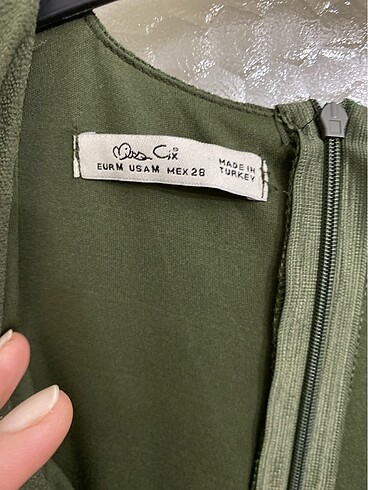 Miss Cix®
EUR M USA M MEX 28
MADE IN
TURKEY